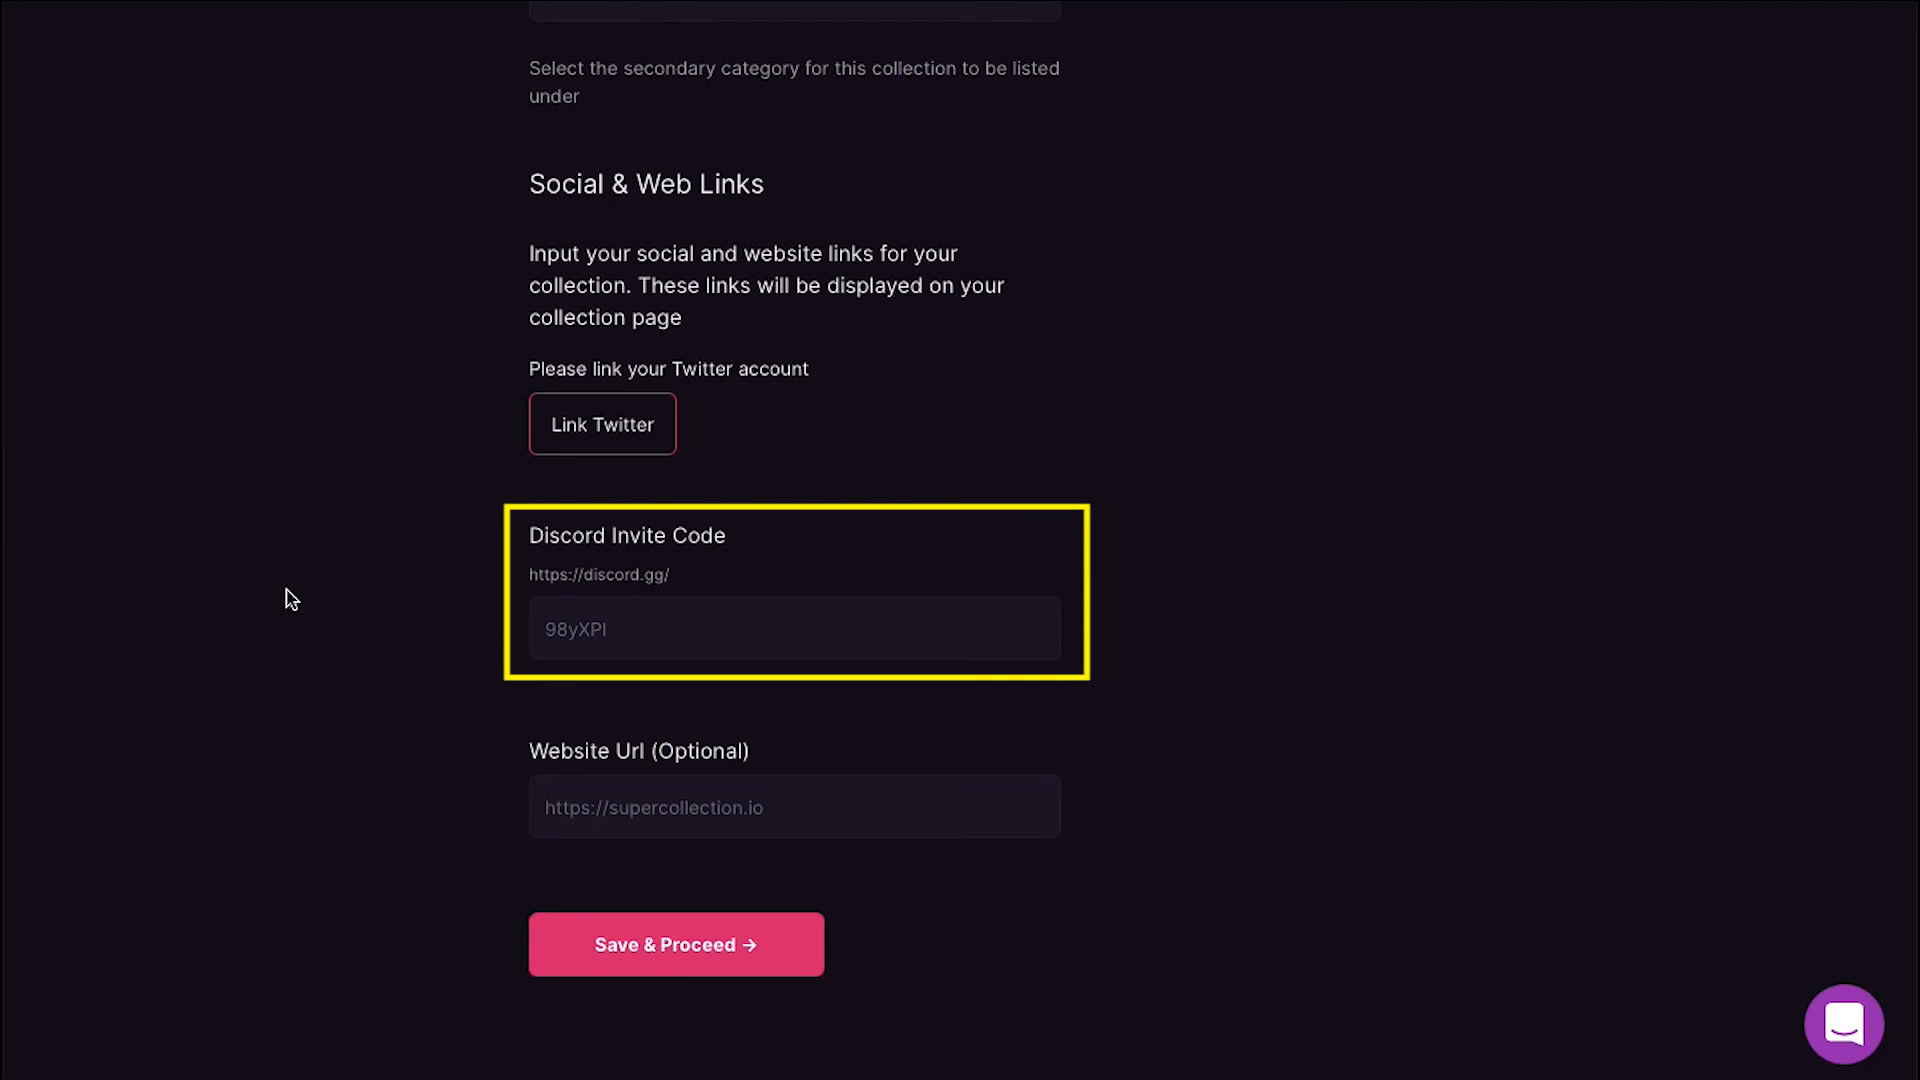 Select the secondary category for this collection to be listed
under
Social & Web Links
Input your social and website links for your
collection. These links will be displayed on your
collection page
Please link your Twitter account
Link Twitter
Discord Invite Code
https://discord.gg/
98yXPI
Website Url (Optional)
https://supercollection.io
Save & Proceed →